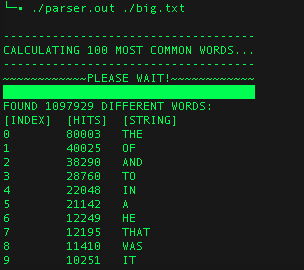 └─▪ ./parser.out ./big.txt
------------------------------------
CALCULATING 100 MOST COMMON WORDS...
------------------------------------
~~~~~~~~~~~~PLEASE WAIT!~~~~~~~~~~~~
FOUND 1097929 DIFFERENT WORDS:
[INDEX] [HITS] [STRING]
0 80003 THE
1 40025 OF
2 38290 AND
3 28760 TO
4 22048 IN
5 21142 A
6 12249 HE
7 12195 THAT
8 11410 WAS
9 10251 IT